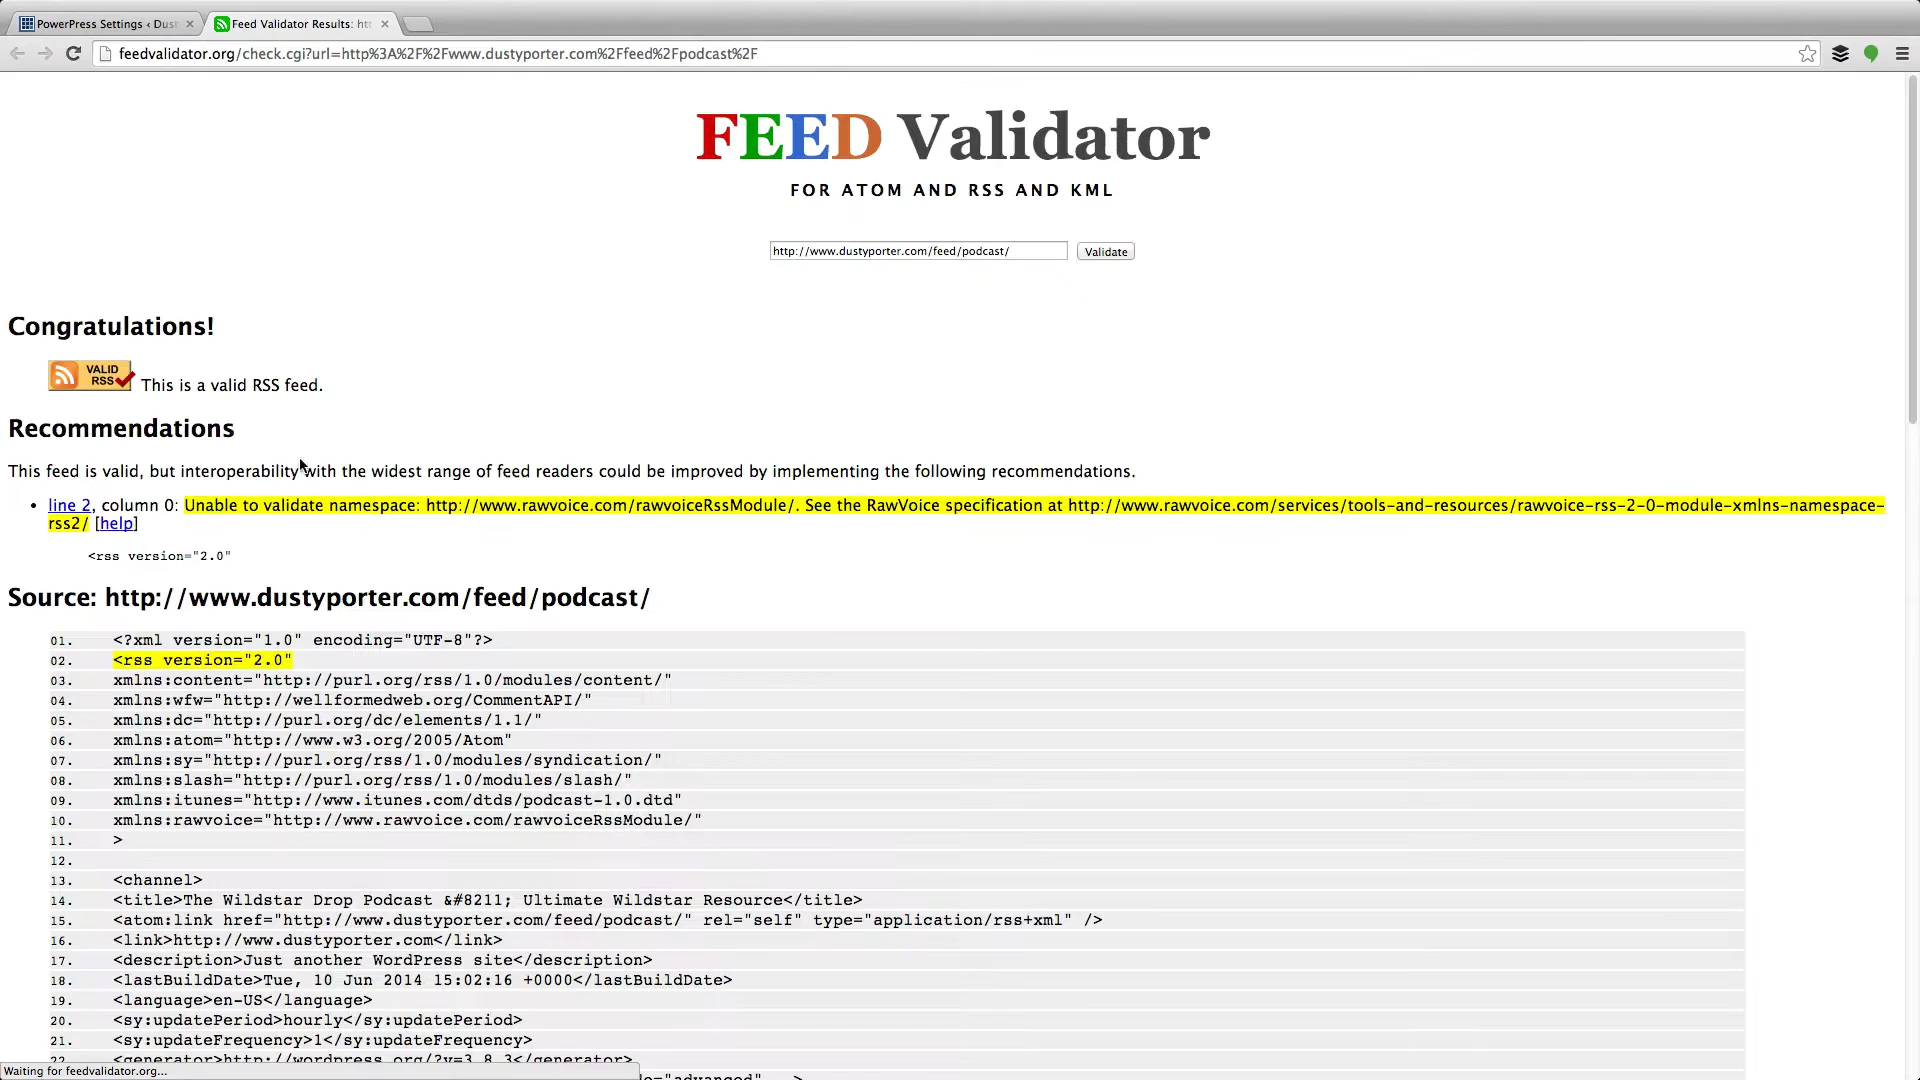 PowerPress Settings ‹ Dust
Feed Validator Results: htt
feedvalidator.org/check.cgi?url=http%3A%2F%2Fwww.dustyporter.com%2Ffeed%2Fpodcast%2F
FEED Validator
FOR ATOM AND RSS AND KML
http://www.dustyporter.com/feed/podcast/
Validate
Congratulations!
VALID
RSS
This is a valid RSS feed.
Recommendations
This feed is valid, but interoperability with the widest range of feed readers could be improved by implementing the following recommendations.
• line 2, column 0: Unable to validate namespace: http://www.rawvoice.com/rawvoiceRssModule/. See the RawVoice specification at http://www.rawvoice.com/services/tools-and-resources/rawvoice-rss-2-0-module-xmlns-namespace-
rss2/ [help]
<rss version="2.0"
Source: http://www.dustyporter.com/feed/podcast/
01. <?xml version="1.0" encoding="UTF-8"?>
02. <rss version="2.0"
03. xmlns:content="http://purl.org/rss/1.0/modules/content/"
04. xmlns:wfw="http://wellformedweb.org/CommentAPI/"
05. xmlns:dc="http://purl.org/dc/elements/1.1/"
06. xmlns:atom="http://www.w3.org/2005/Atom"
07. xmlns:sy="http://purl.org/rss/1.0/modules/syndication/"
08. xmlns:slash="http://purl.org/rss/1.0/modules/slash/"
09. xmlns:itunes="http://www.itunes.com/dtds/podcast-1.0.dtd"
10. xmlns:rawvoice="http://www.rawvoice.com/rawvoiceRssModule/"
11. >
12.
13. <channel>
14. <title>The Wildstar Drop Podcast &#8211; Ultimate Wildstar Resource</title>
15. <atom:link href="http://www.dustyporter.com/feed/podcast/" rel="self" type="application/rss+xml" />
16. <link>http://www.dustyporter.com</link>
17. <description>Just another WordPress site</description>
18. <lastBuildDate>Tue, 10 Jun 2014 15:02:16 +0000</lastBuildDate>
19. <language>en-US</language>
20. <sy:updatePeriod>hourly</sy:updatePeriod>
21. <sy:updateFrequency>1</sy:updateFrequency>
22. <generator>http://wordpress.org/?v=3.8.3</generator>
Waiting for feedvalidator.org...
="advanced" -->